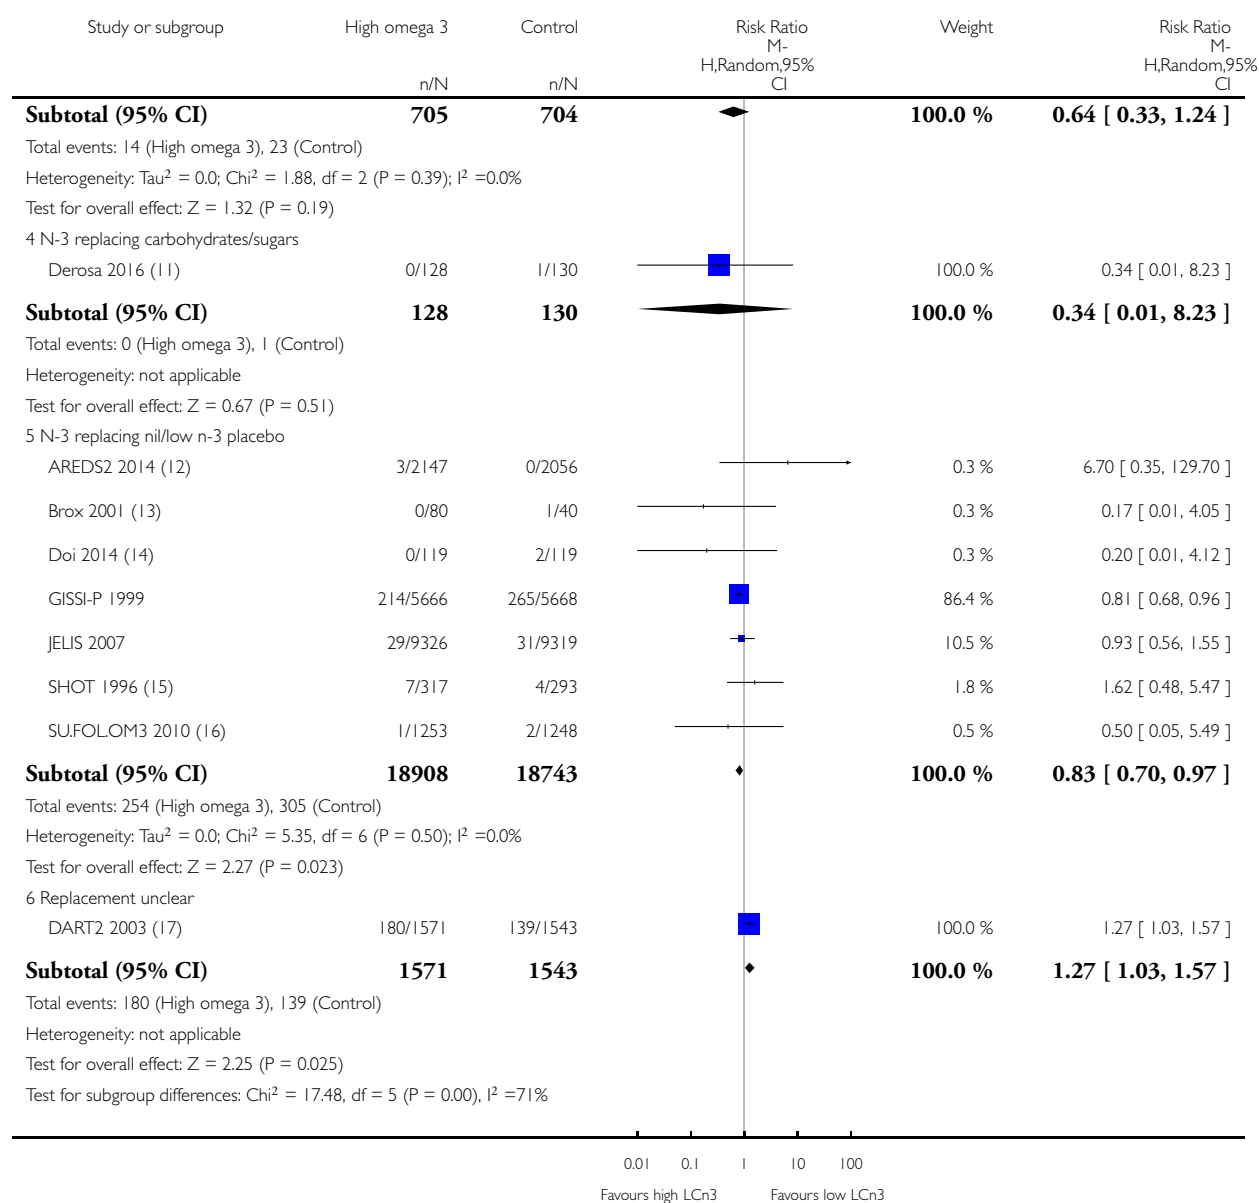 Study or subgroup High omega 3 Control Risk Ratio Weight Risk Ratio
M- M-
H,Random,95% H,Random,95%
n/N n/N CI CI
Subtotal (95% CI) 705 704 100.0 % 0.64 [ 0.33, 1.24 ]
Total events: 14 (High omega 3), 23 (Control)
Heterogeneity: Tau² = 0.0; Chi² = 1.88, df = 2 (P = 0.39); I² =0.0%
Test for overall effect: Z = 1.32 (P = 0.19)
4 N-3 replacing carbohydrates/sugars
Derosa 2016 (11) 0/128 1/130 100.0 % 0.34 [ 0.01, 8.23 ]
Subtotal (95% CI) 128 130 100.0 % 0.34 [ 0.01, 8.23 ]
Total events: 0 (High omega 3), 1 (Control)
Heterogeneity: not applicable
Test for overall effect: Z = 0.67 (P = 0.51)
5 N-3 replacing nil/low n-3 placebo
AREDS2 2014 (12) 3/2147 0/2056 0.3 % 6.70 [ 0.35, 129.70 ]
Brox 2001 (13) 0/80 1/40 0.3 % 0.17 [ 0.01, 4.05 ]
Doi 2014 (14) 0/119 2/119 0.3 % 0.20 [ 0.01, 4.12 ]
GISSI-P 1999 214/5666 265/5668 86.4 % 0.81 [ 0.68, 0.96 ]
JELIS 2007 29/9326 31/9319 10.5 % 0.93 [ 0.56, 1.55 ]
SHOT 1996 (15) 7/317 4/293 1.8 % 1.62 [ 0.48, 5.47 ]
SU.FOL.OM3 2010 (16) 1/1253 2/1248 0.5 % 0.50 [ 0.05, 5.49 ]
Subtotal (95% CI) 18908 18743 100.0 % 0.83 [ 0.70, 0.97 ]
Total events: 254 (High omega 3), 305 (Control)
Heterogeneity: Tau² = 0.0; Chi² = 5.35, df = 6 (P = 0.50); I² =0.0%
Test for overall effect: Z = 2.27 (P = 0.023)
6 Replacement unclear
DART2 2003 (17) 180/1571 139/1543 100.0 % 1.27 [ 1.03, 1.57 ]
Subtotal (95% CI) 1571 1543 100.0 % 1.27 [ 1.03, 1.57 ]
Total events: 180 (High omega 3), 139 (Control)
Heterogeneity: not applicable
Test for overall effect: Z = 2.25 (P = 0.025)
Test for subgroup differences: Chi² = 17.48, df = 5 (P = 0.00), I² =71%
0.01 0.1 1 10 100
Favours high LCn3 Favours low LCn3